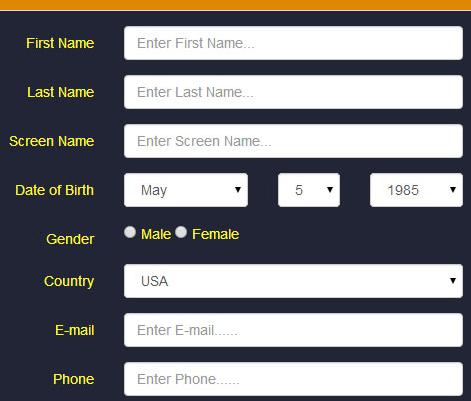 First Name Enter First Name...
Last Name Enter Last Name...
Screen Name Enter Screen Name...
Date of Birth May 5 1985
Gender Male Female
Country USA
E-mail Enter E-mail......
Phone Enter Phone......